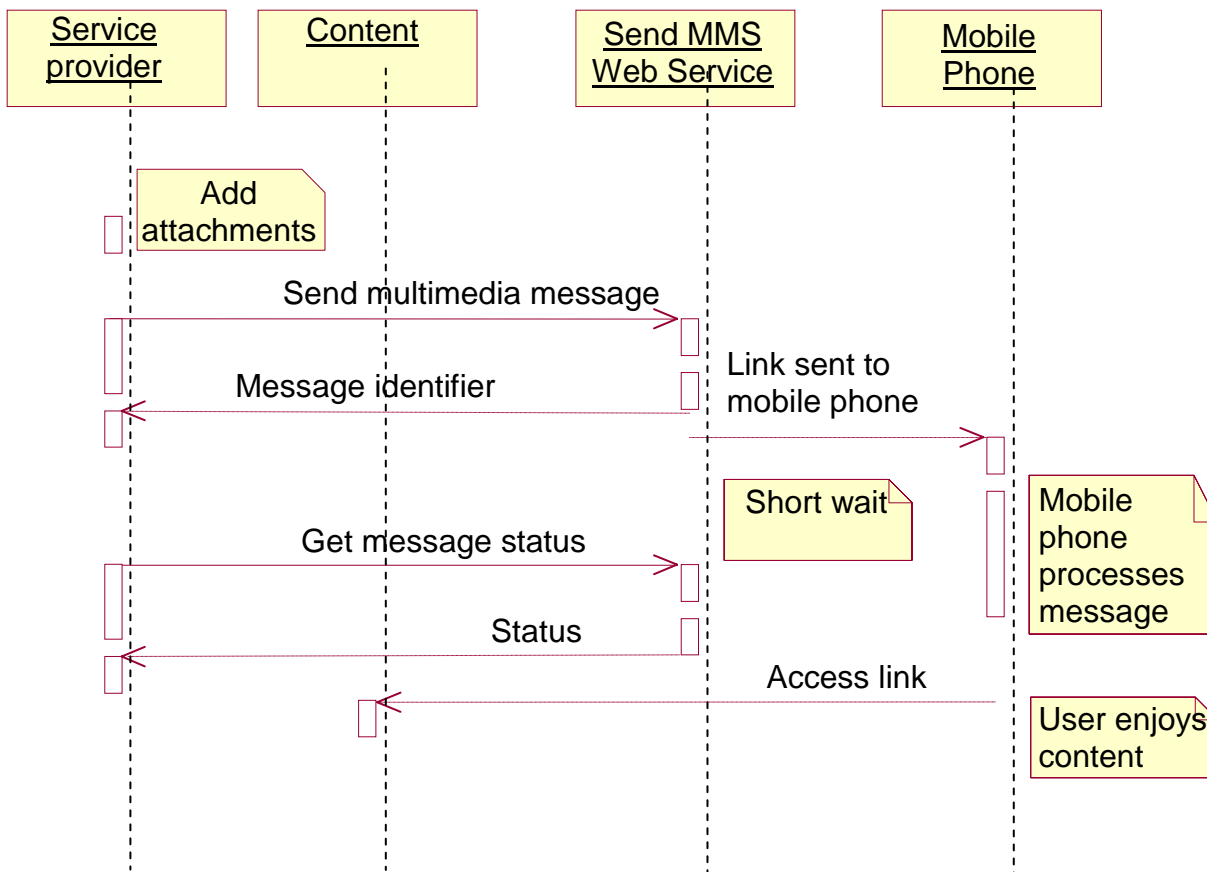 Service
provider
Content
Send MMS
Web Service
Mobile
Phone
Add
attachments
Send multimedia message
Message identifier
Link sent to
mobile phone
Short wait
Mobile
phone
processes
message
Get message status
Status
Access link
User enjoys
content